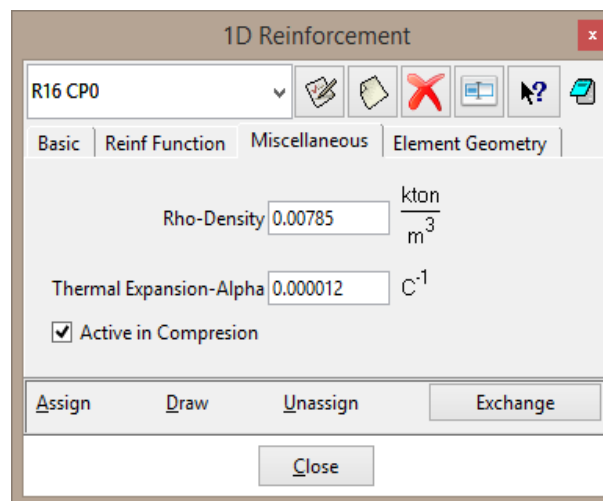 1D Reinforcement
x
R16 CP0
?
Basic Reinf Function Miscellaneous Element Geometry
Rho-Density 0.00785 kton/m³
Thermal Expansion-Alpha 0.000012 C⁻¹
Active in Compresion
Assign Draw Unassign Exchange
Close